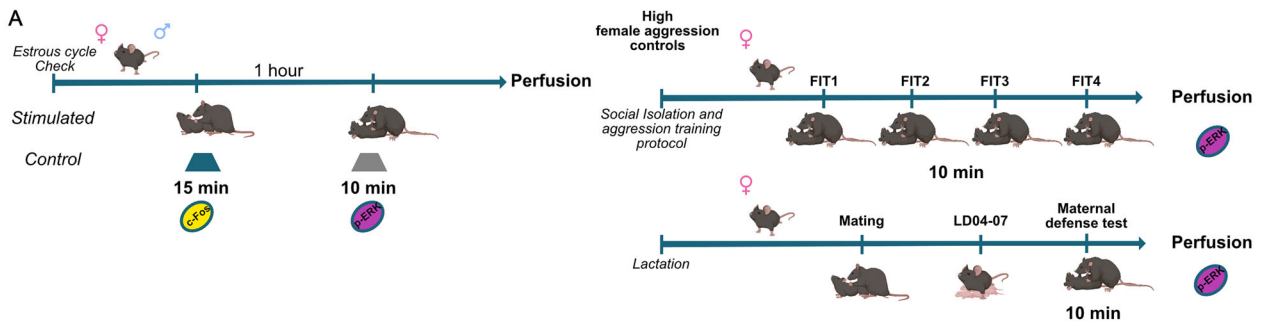 A
♀ ♂
Estrous cycle
Check
1 hour
Perfusion
Stimulated
Control
15 min
10 min
c-Fos
p-ERK
High
female aggression
controls
♀
FIT1 FIT2 FIT3 FIT4
Perfusion
Social Isolation and
aggression training
protocol
p-ERK
10 min
♀
Mating
LD04-07
Maternal
defense test
Perfusion
Lactation
p-ERK
10 min